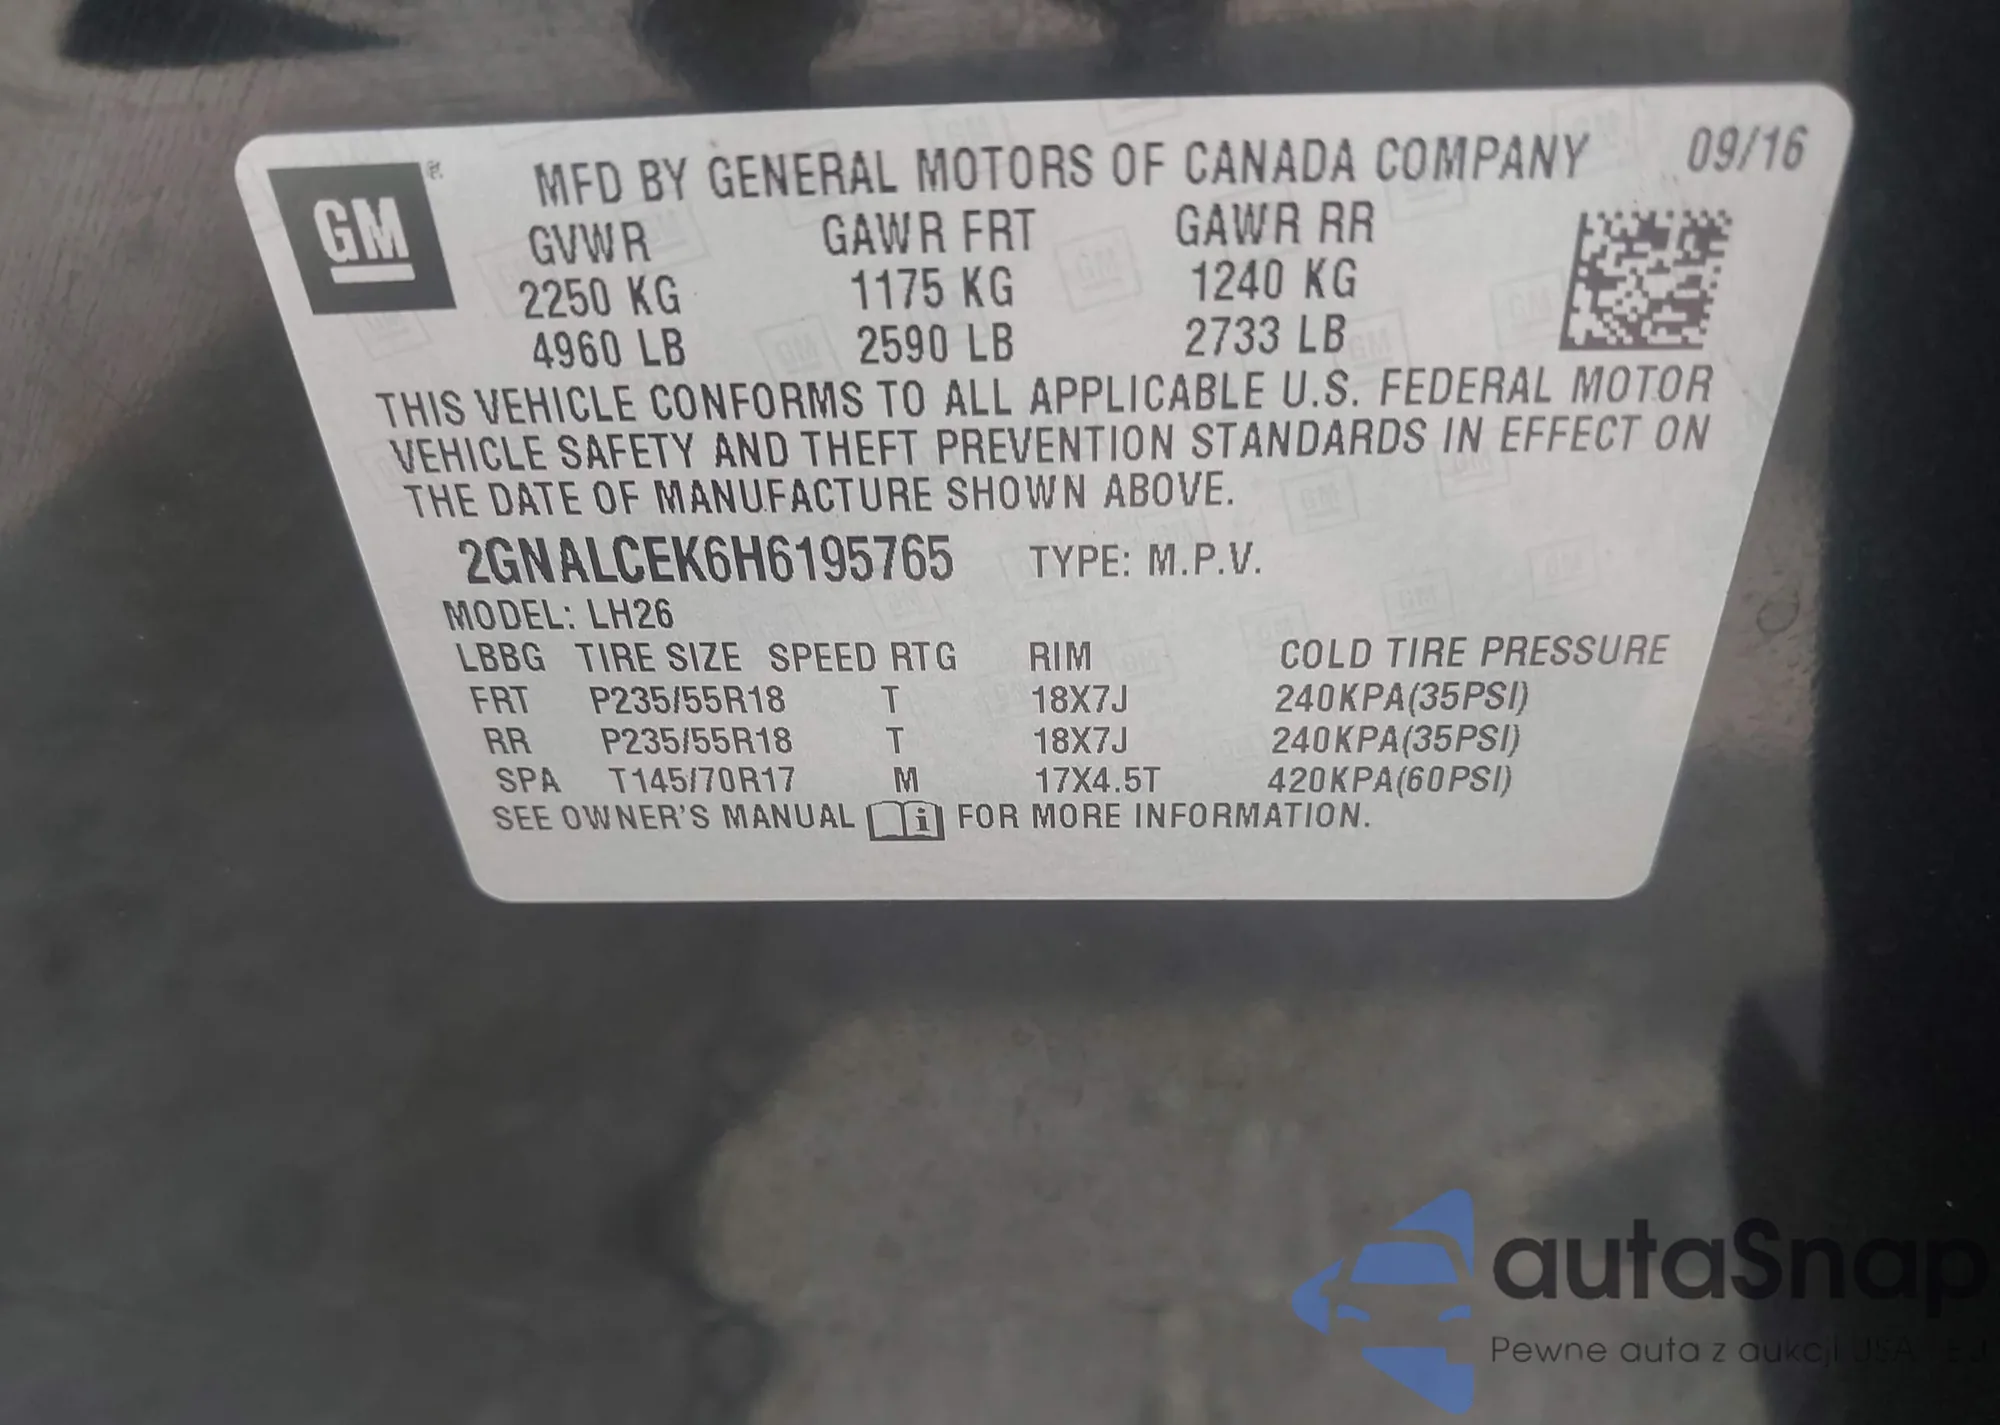 GM ®
MFD BY GENERAL MOTORS OF CANADA COMPANY 09/16
GVWR GAWR FRT GAWR RR
2250 KG 1175 KG 1240 KG
4960 LB 2590 LB 2733 LB
THIS VEHICLE CONFORMS TO ALL APPLICABLE U.S. FEDERAL MOTOR
VEHICLE SAFETY AND THEFT PREVENTION STANDARDS IN EFFECT ON
THE DATE OF MANUFACTURE SHOWN ABOVE.
2GNALCEK6H6195765 TYPE: M.P.V.
MODEL: LH26
LBBG TIRE SIZE SPEED RTG RIM COLD TIRE PRESSURE
FRT P235/55R18 T 18X7J 240KPA(35PSI)
RR P235/55R18 T 18X7J 240KPA(35PSI)
SPA T145/70R17 M 17X4.5T 420KPA(60PSI)
SEE OWNER'S MANUAL i FOR MORE INFORMATION.
autaSnap
Pewne auta z aukcji USA